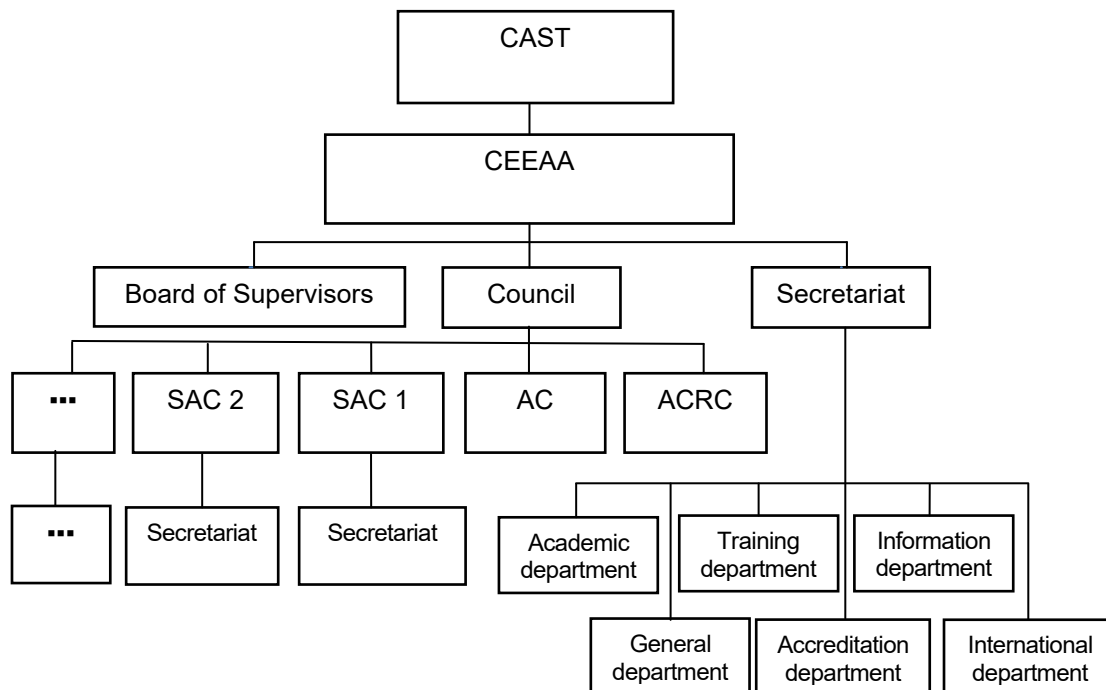 CAST
CEEAA
Board of Supervisors
Council
Secretariat
...
SAC 2
SAC 1
AC
ACRC
...
Secretariat
Secretariat
Academic
department
Training
department
Information
department
General
department
Accreditation
department
International
department